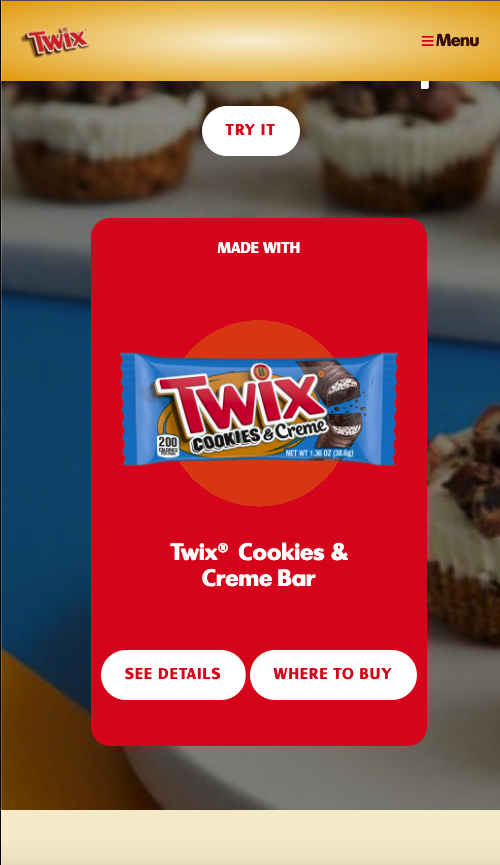 TWIX
Menu
TRY IT
MADE WITH
TWIX
COOKIES & Creme
200
CALORIES
PER PACK
NET WT 1.36 OZ (38.6g)
Twix® Cookies &
Creme Bar
SEE DETAILS
WHERE TO BUY